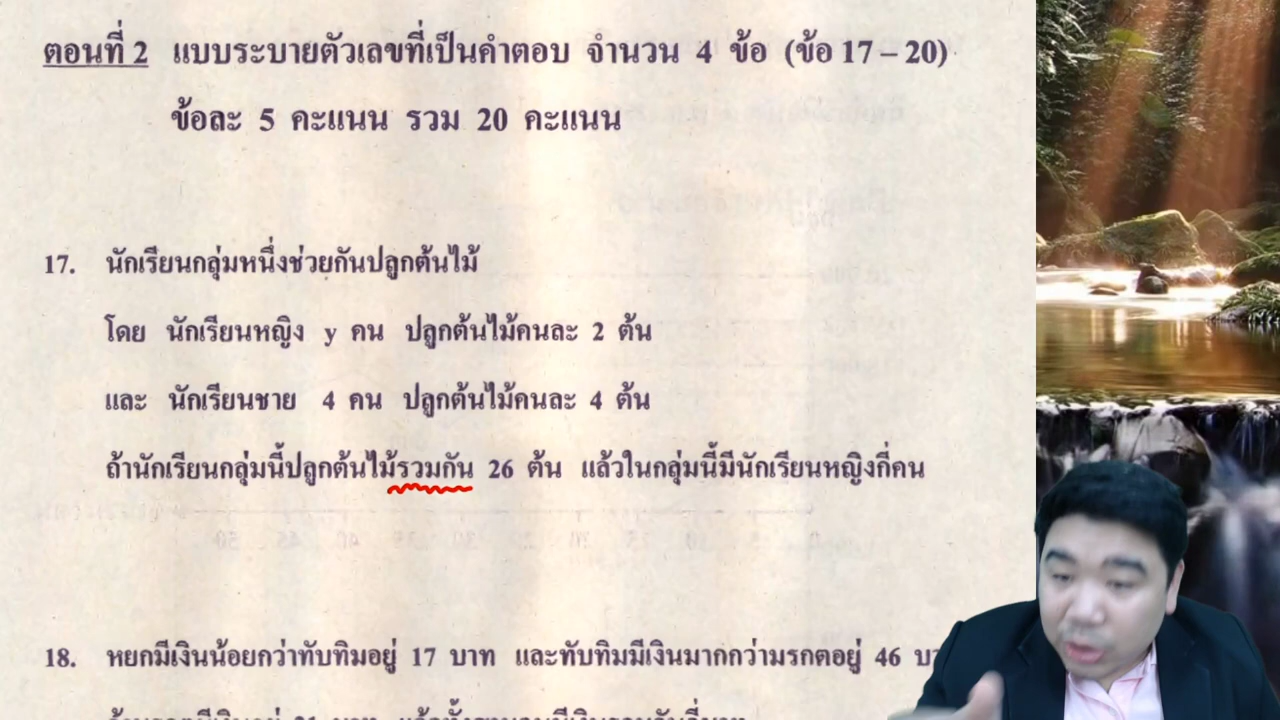 ตอนที่ 2 แบบระบายตัวเลขที่เป็นคำตอบ จำนวน 4 ข้อ (ข้อ 17 – 20)
ข้อละ 5 คะแนน รวม 20 คะแนน
17. นักเรียนกลุ่มหนึ่งช่วยกันปลูกต้นไม้
โดย นักเรียนหญิง y คน ปลูกต้นไม้คนละ 2 ต้น
และ นักเรียนชาย 4 คน ปลูกต้นไม้คนละ 4 ต้น
ถ้านักเรียนกลุ่มนี้ปลูกต้นไม้รวมกัน 26 ต้น แล้วในกลุ่มนี้มีนักเรียนหญิงกี่คน
18. หยกมีเงินน้อยกว่าทับทิมอยู่ 17 บาท และทับทิมมีเงินมากกว่ามรกตอยู่ 46